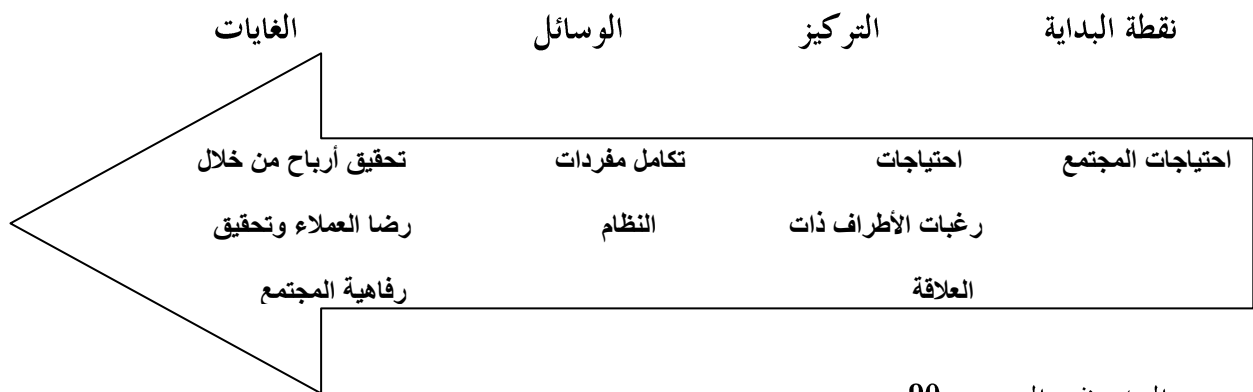 نقطة البداية التركيز الوسائل الغايات
احتياجات المجتمع احتياجات تكامل مفردات تحقيق أرباح من خلال
رغبات الأطراف ذات النظام رضا العملاء وتحقيق
العلاقة رفاهية المجتمع
90